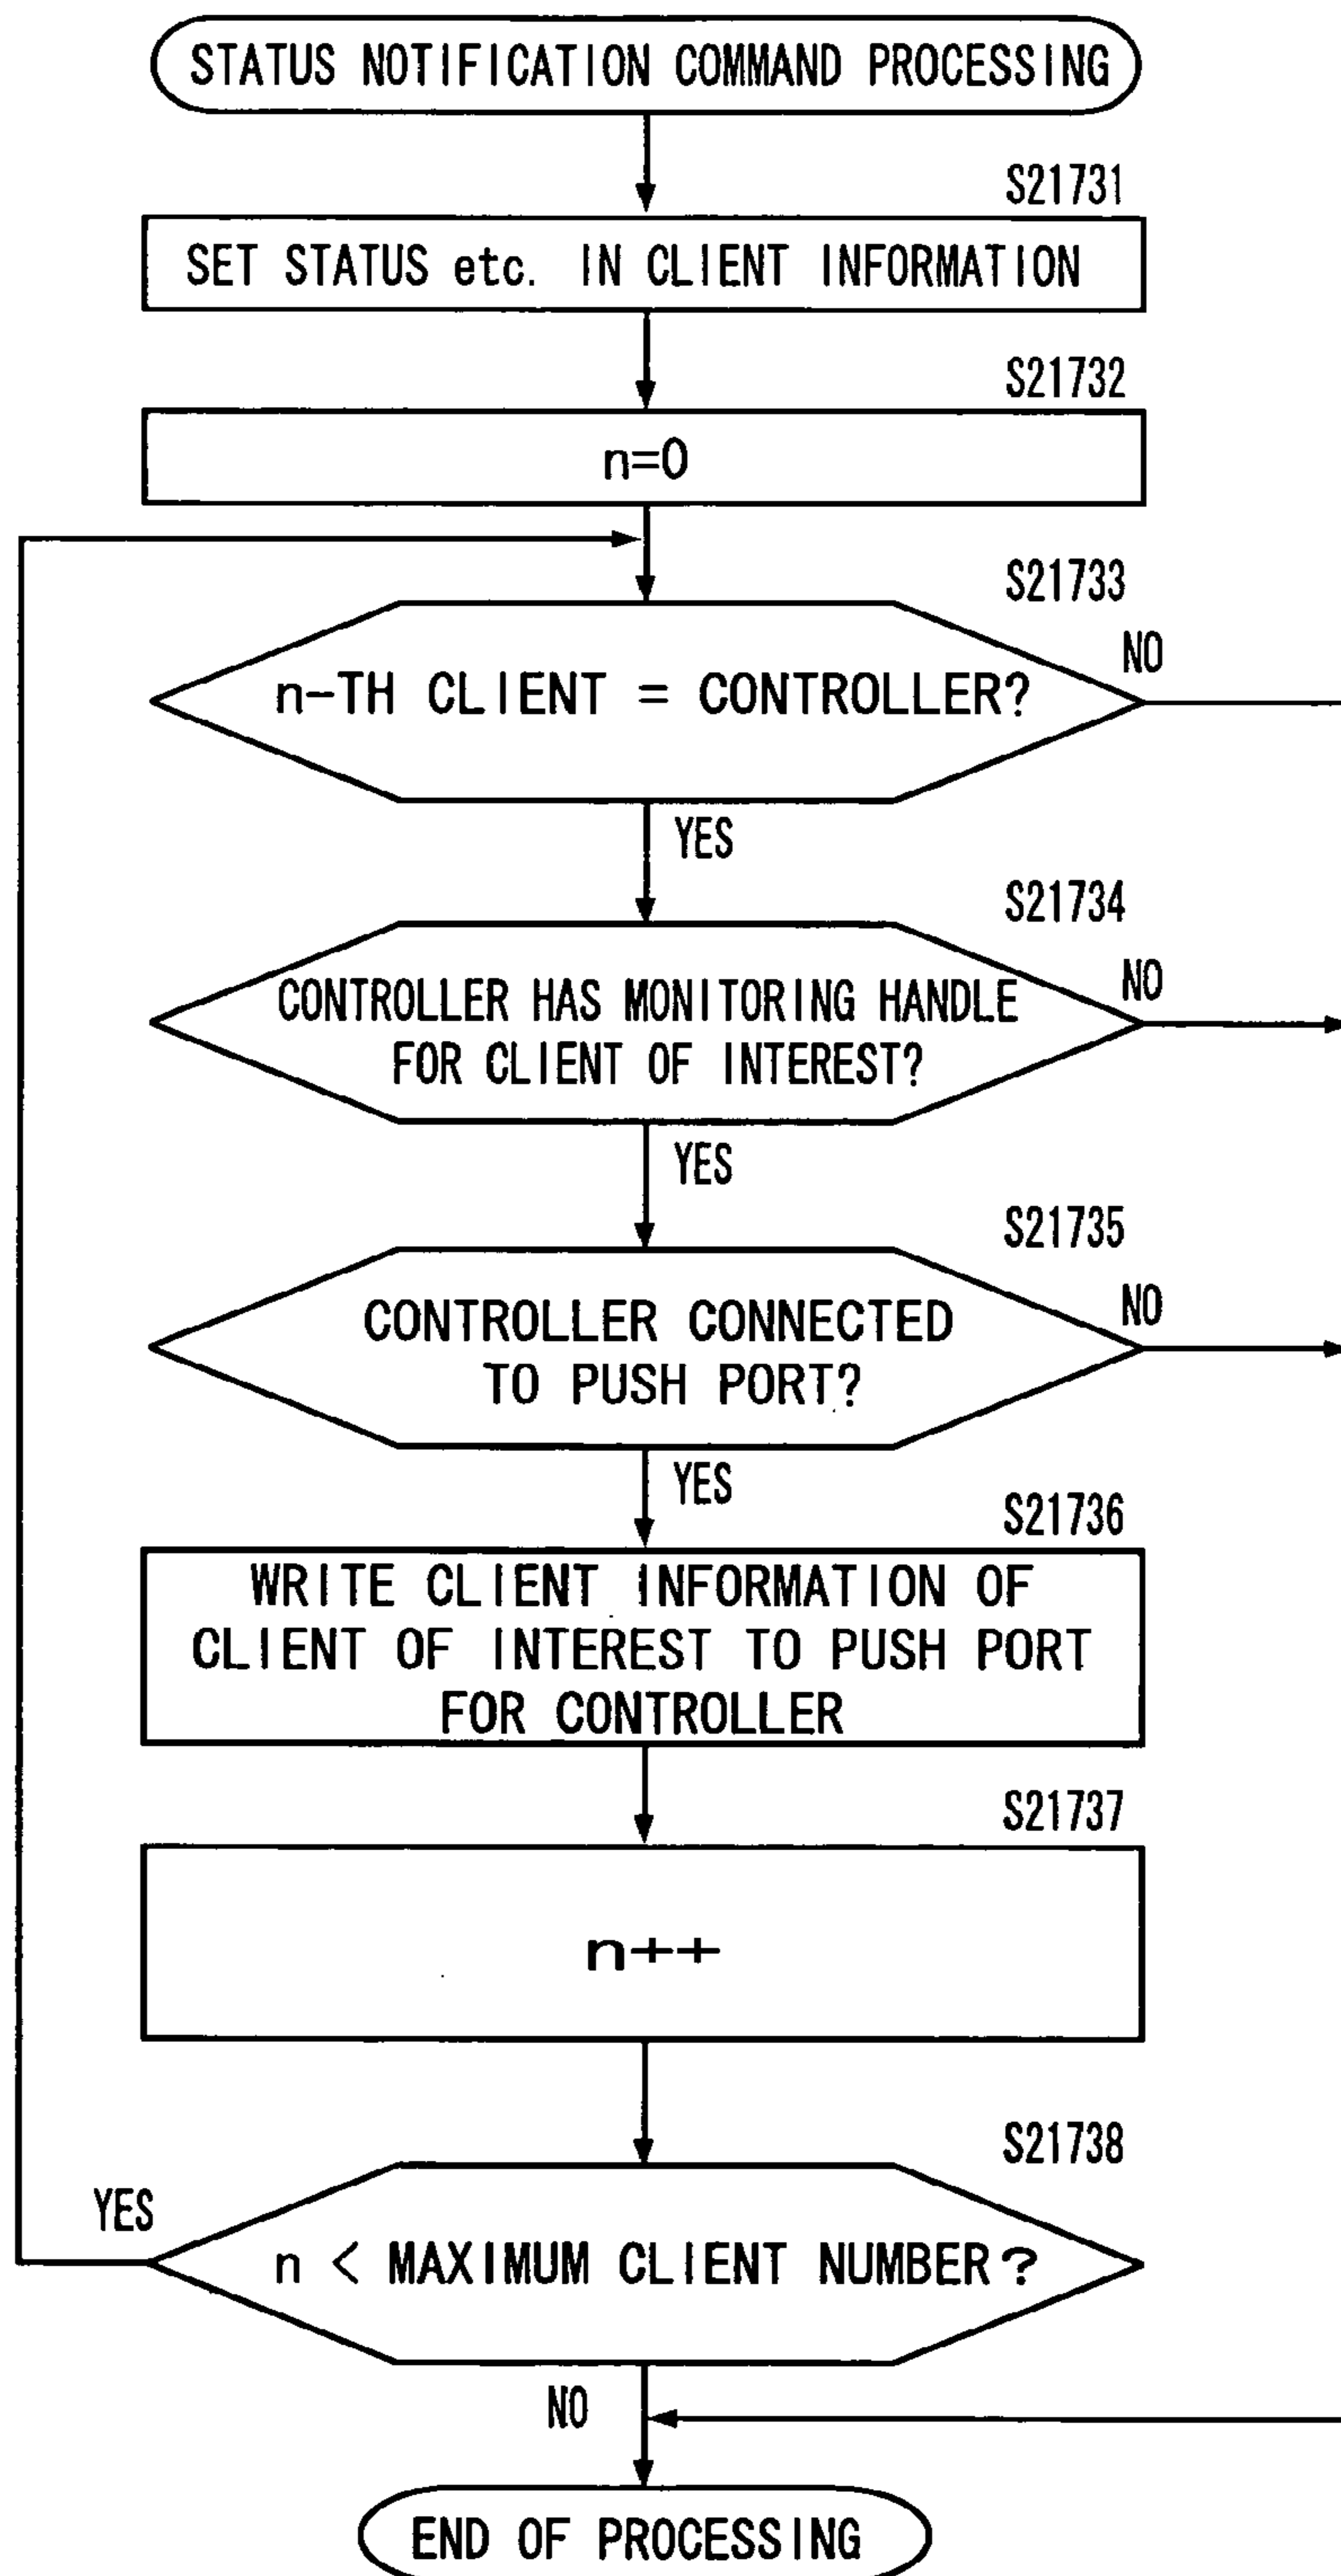 STATUS NOTIFICATION COMMAND PROCESSING
S21731
SET STATUS etc. IN CLIENT INFORMATION
S21732
n=0
S21733
n-TH CLIENT = CONTROLLER?
NO
YES
S21734
CONTROLLER HAS MONITORING HANDLE
FOR CLIENT OF INTEREST?
NO
YES
S21735
CONTROLLER CONNECTED
TO PUSH PORT?
NO
YES
S21736
WRITE CLIENT INFORMATION OF
CLIENT OF INTEREST TO PUSH PORT
FOR CONTROLLER
S21737
n++
S21738
YES
n < MAXIMUM CLIENT NUMBER?
NO
END OF PROCESSING